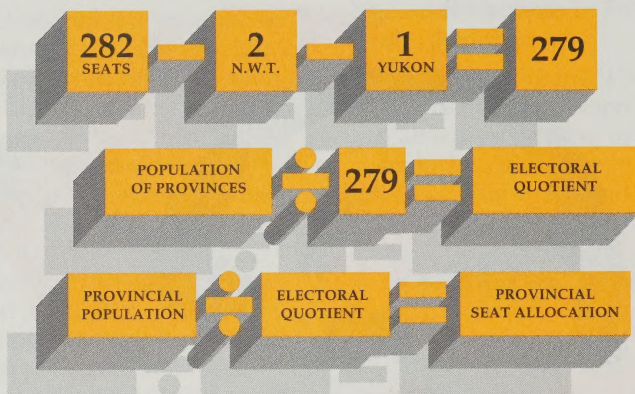 282 - 2 - 1 = 279
SEATS N.W.T. YUKON
POPULATION ÷ 279 = ELECTORAL
OF PROVINCES QUOTIENT
PROVINCIAL ÷ ELECTORAL = PROVINCIAL
POPULATION QUOTIENT SEAT ALLOCATION